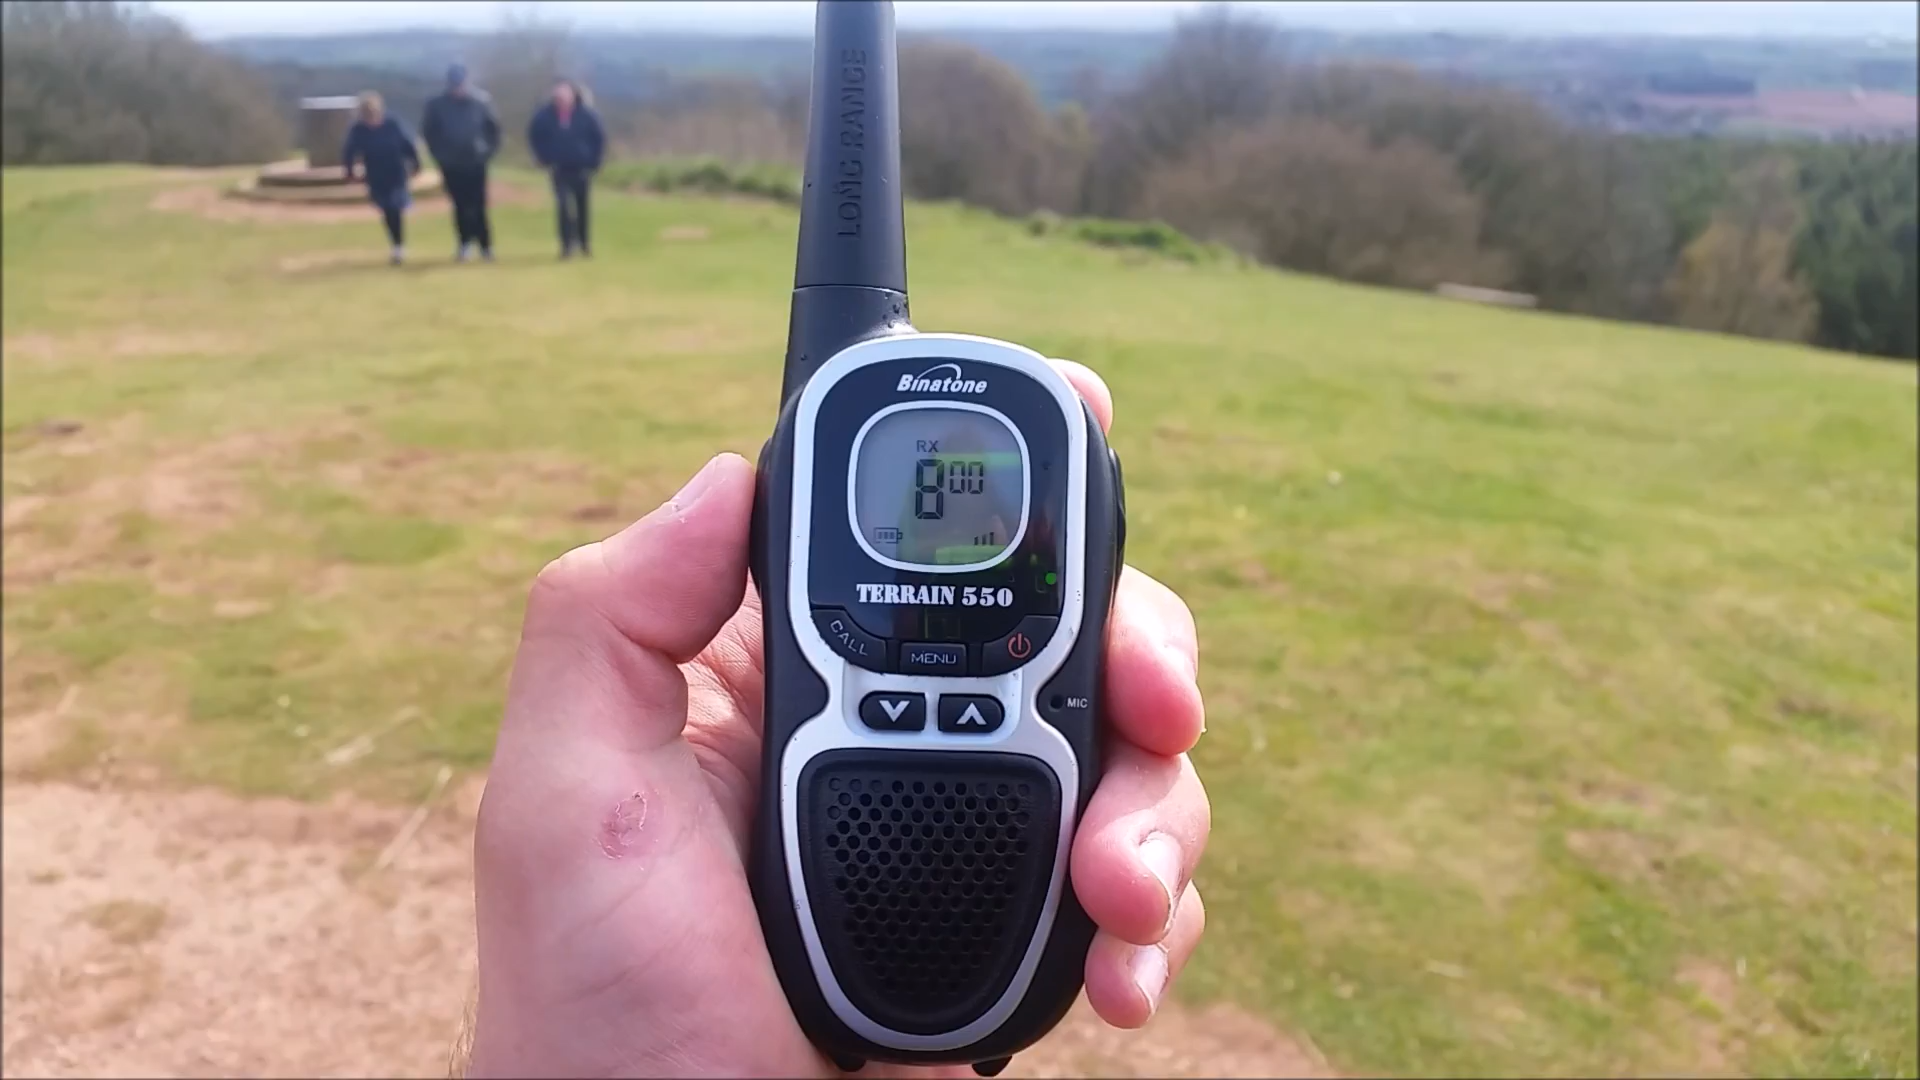 LONG RANGE
Binatone
RX
8 00
TERRAIN 550
CALL
MENU
MIC